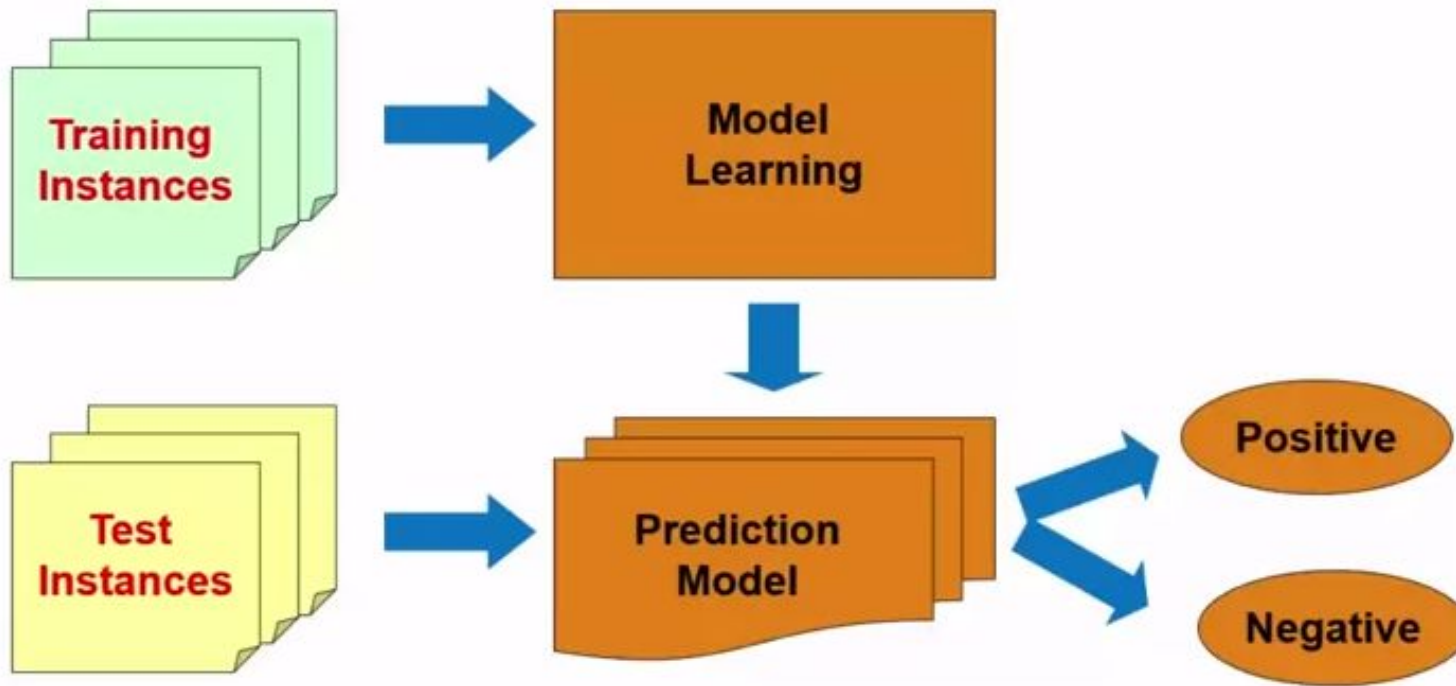 Training
Instances
Model
Learning
Test
Instances
Prediction
Model
Positive
Negative